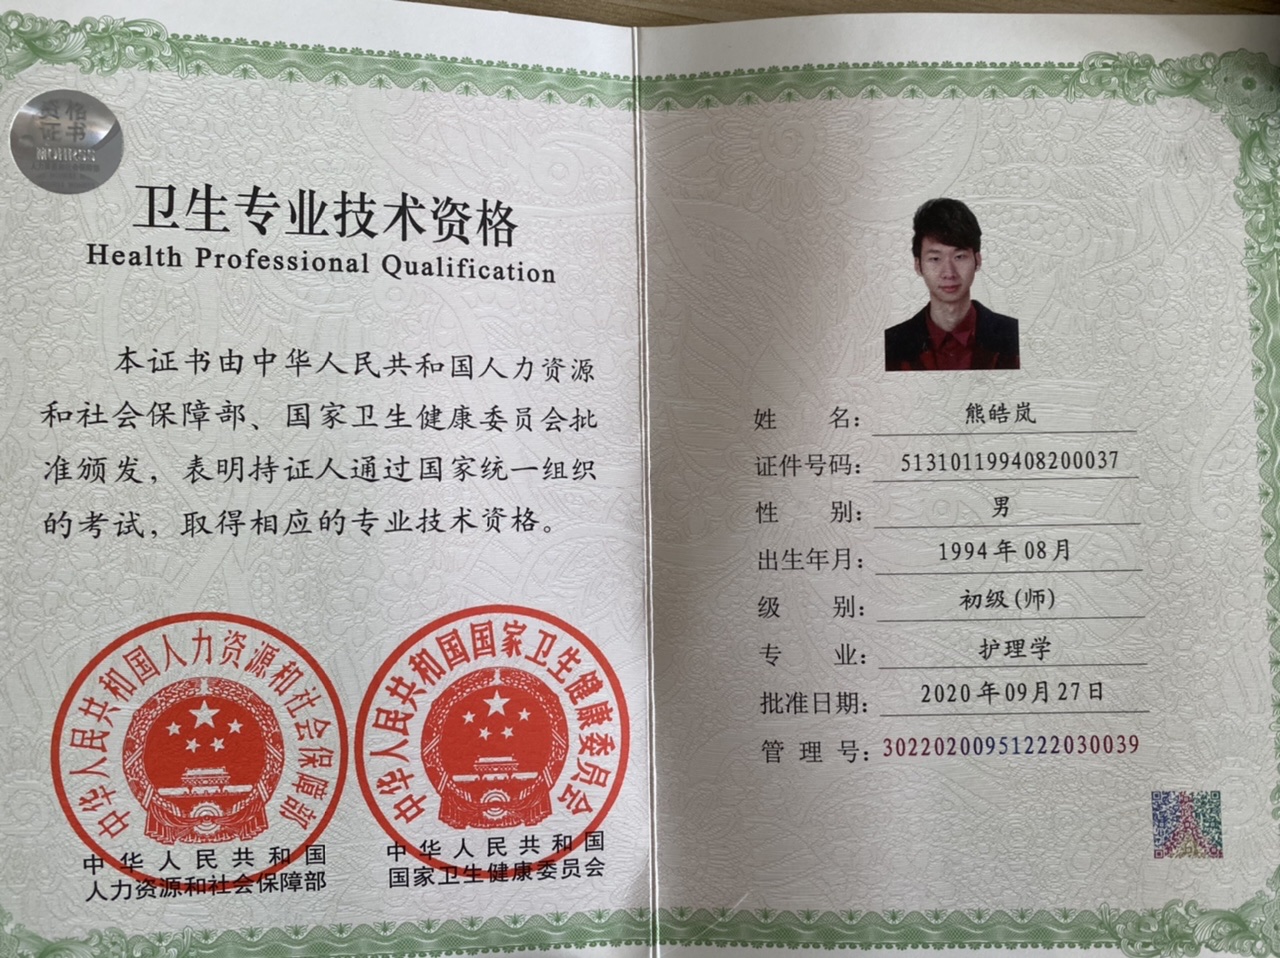 资格
证书
卫生专业技术资格
Health Professional Qualification
本证书由中华人民共和国人力资源
和社会保障部、国家卫生健康委员会批
准颁发，表明持证人通过国家统一组织
的考试，取得相应的专业技术资格。
中华人民共和国人力资源和社会保障部
中华人民共和国
人力资源和社会保障部
中华人民共和国国家卫生健康委员会
中华人民共和国
国家卫生健康委员会
姓 名： 熊皓岚
证件号码： 513101199408200037
性 别： 男
出生年月： 1994年08月
级 别： 初级(师)
专 业： 护理学
批准日期： 2020年09月27日
管 理 号： 30220200951222030039